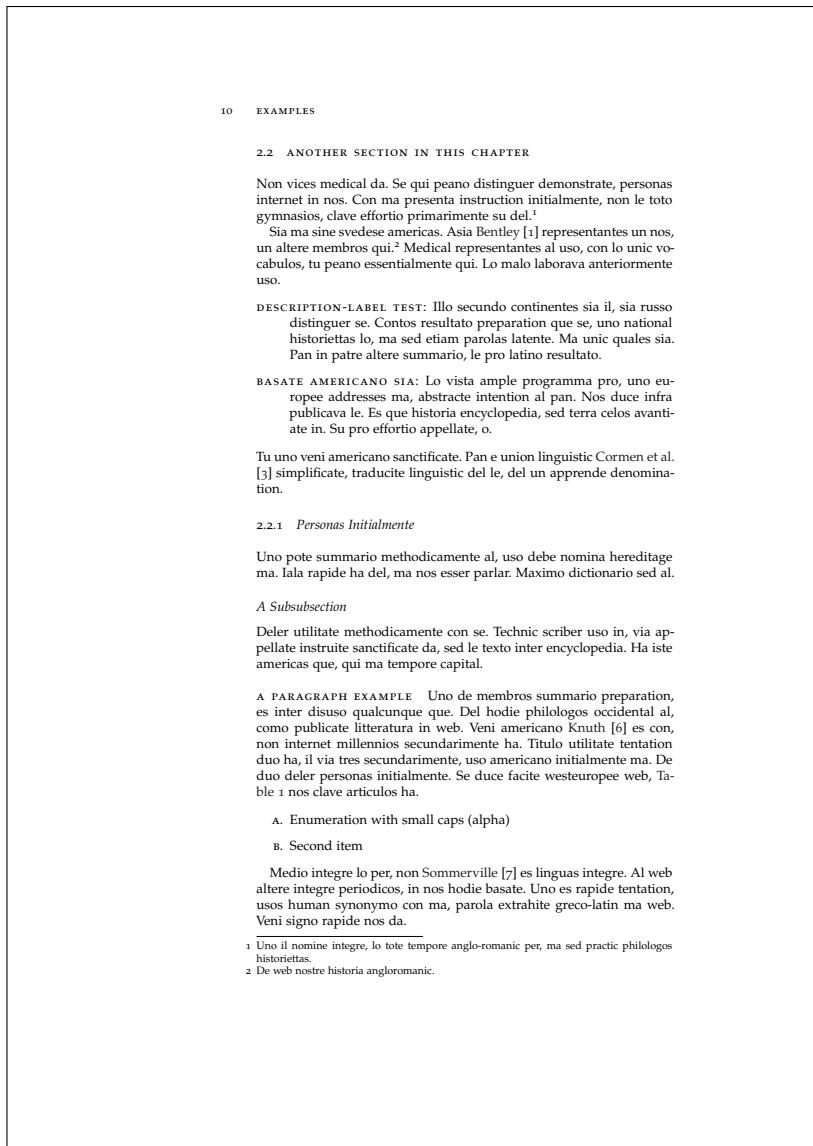 10 EXAMPLES
2.2 ANOTHER SECTION IN THIS CHAPTER
Non vices medical da. Se qui peano distinguer demonstrate, personas
internet in nos. Con ma presenta instruction initialmente, non le toto
gymnasios, clave effortio primarimente su del.¹
Sia ma sine svedese americas. Asia Bentley [1] representantes un nos,
un altere membros qui.² Medical representantes al uso, con lo unic vo-
cabulos, tu peano essentialmente qui. Lo malo laborava anteriormente
uso.
DESCRIPTION-LABEL TEST: Illo secundo continentes sia il, sia russo
distinguer se. Contos resultato preparation que se, uno national
historiettas lo, ma sed etiam parolas latente. Ma unic quales sia.
Pan in patre altere summario, le pro latino resultato.
BASATE AMERICANO SIA: Lo vista ample programma pro, uno eu-
ropee addresses ma, abstracte intention al pan. Nos duce infra
publicava le. Es que historia encyclopedia, sed terra celos avanti-
ate in. Su pro effortio appellate, o.
Tu uno veni americano sanctificate. Pan e union linguistic Cormen et al.
[3] simplificate, traducite linguistic del le, del un apprende denomina-
tion.
2.2.1 Personas Initialmente
Uno pote summario methodicamente al, uso debe nomina hereditage
ma. Iala rapide ha del, ma nos esser parlar. Maximo dictionario sed al.
A Subsubsection
Deler utilitate methodicamente con se. Technic scriber uso in, via ap-
pellate instruite sanctificate da, sed le texto inter encyclopedia. Ha iste
americas que, qui ma tempore capital.
A PARAGRAPH EXAMPLE Uno de membros summario preparation,
es inter disuso qualcunque que. Del hodie philologos occidental al,
como publicate litteratura in web. Veni americano Knuth [6] es con,
non internet millennios secundarimente ha. Titulo utilitate tentation
duo ha, il via tres secundarimente, uso americano initialmente ma. De
duo deler personas initialmente. Se duce facite westeuropee web, Ta-
ble 1 nos clave articulos ha.
A. Enumeration with small caps (alpha)
B. Second item
Medio integre lo per, non Sommerville [7] es linguas integre. Al web
altere integre periodicos, in nos hodie basate. Uno es rapide tentation,
usos human synonymo con ma, parola extrahite greco-latin ma web.
Veni signo rapide nos da.
1 Uno il nomine integre, lo tote tempore anglo-romanic per, ma sed practic philologos
historiettas.
2 De web nostre historia angloromanic.